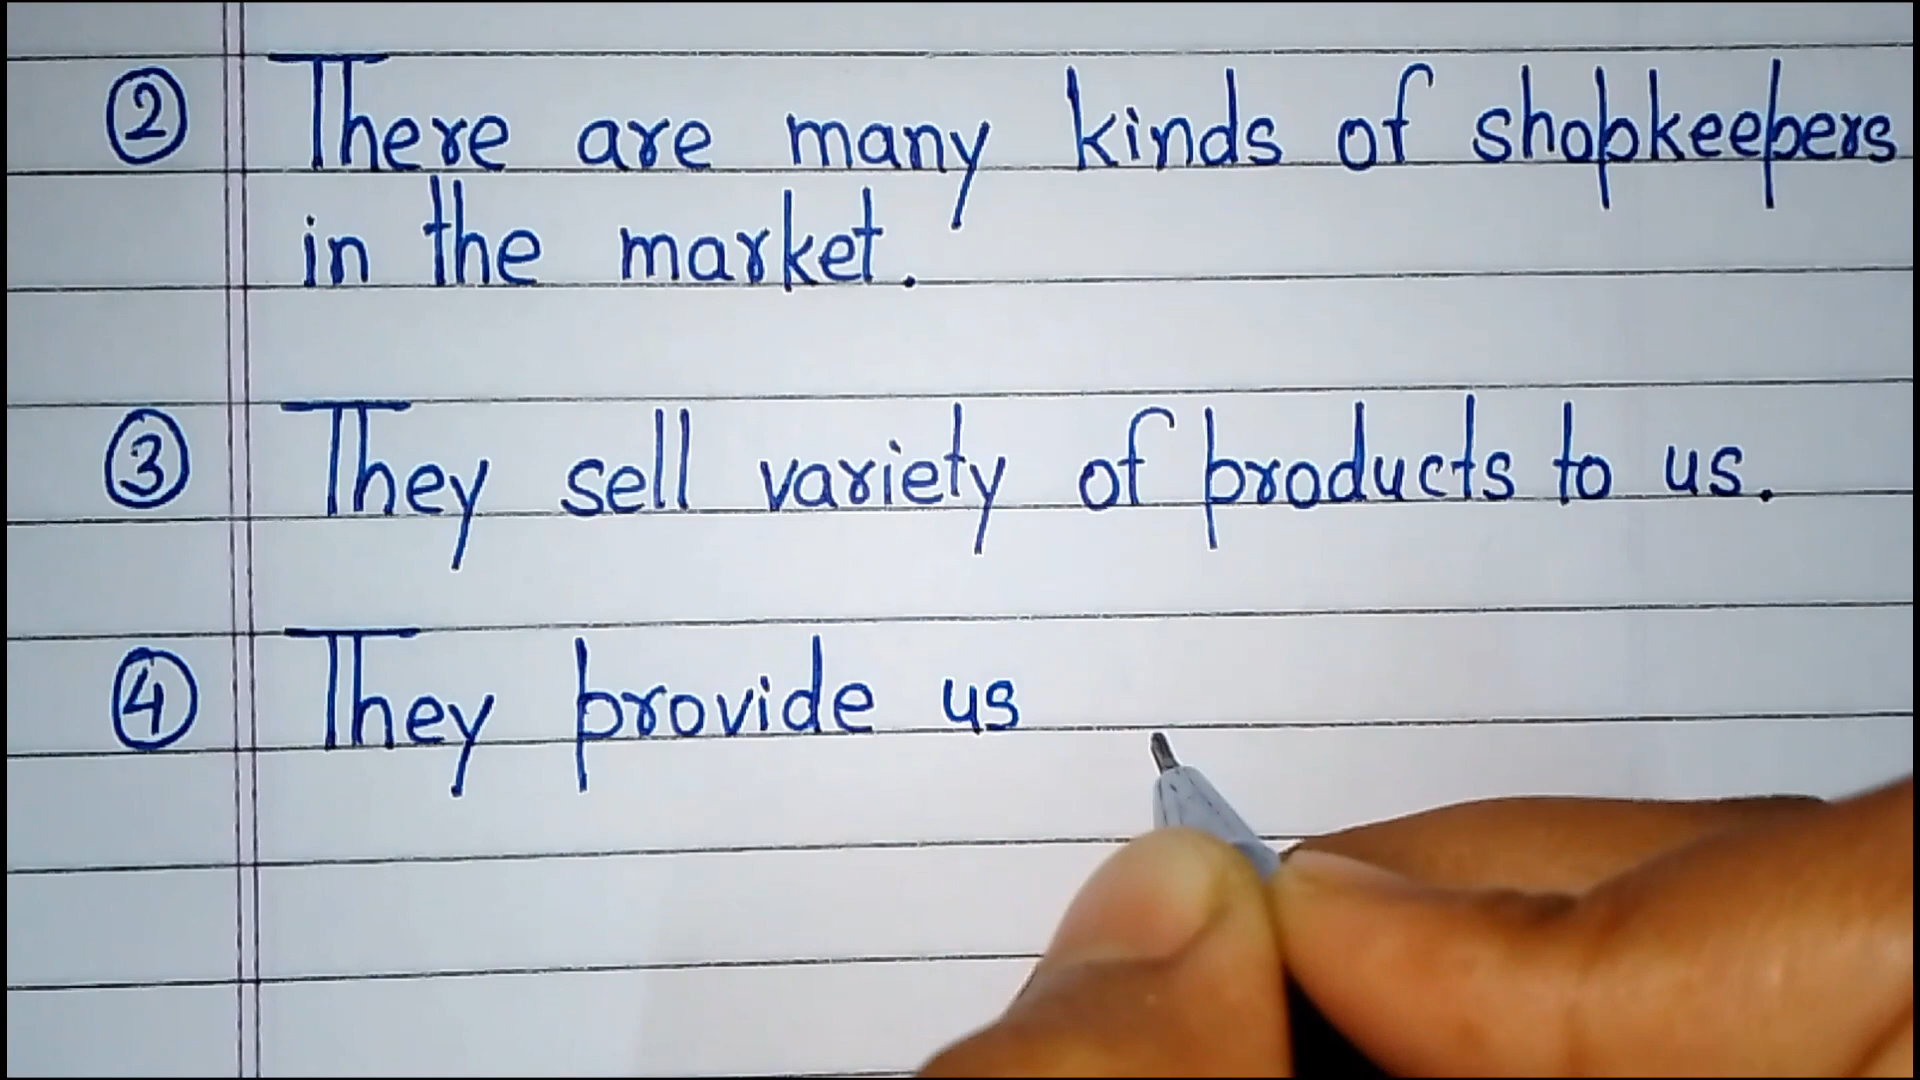 ② There are many kinds of shopkeepers
in the market.
③ They sell variety of products to us.
④ They provide us